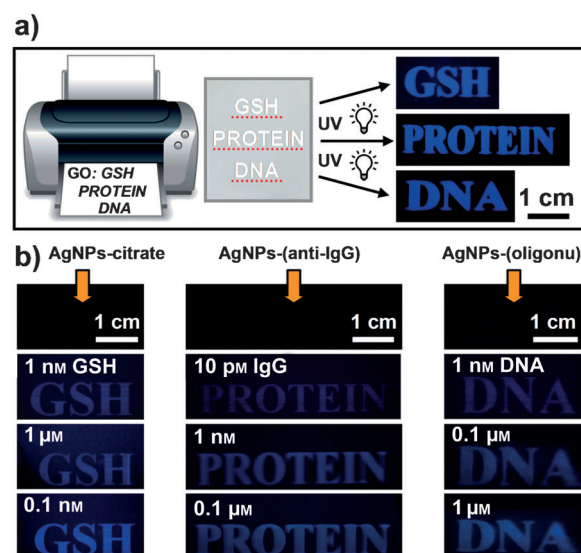 a)
GO: GSH
PROTEIN
DNA
GSH
PROTEIN
DNA
UV
UV
GSH
PROTEIN
DNA
1 cm
b)
AgNPs-citrate
AgNPs-(anti-IgG)
AgNPs-(oligonu)
1 cm
1 cm
1 cm
1 nM GSH
GSH
10 pM IgG
PROTEIN
1 nM DNA
DNA
1 µM
GSH
1 nM
PROTEIN
0.1 µM
DNA
0.1 nM
GSH
0.1 µM
PROTEIN
1 µM
DNA